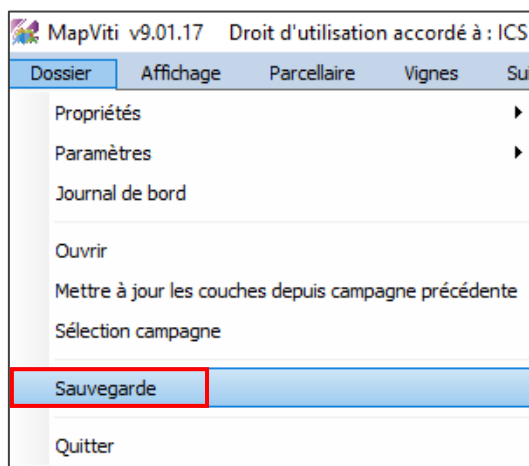 MapViti v9.01.17 Droit d'utilisation accordé à : ICS
Dossier Affichage Parcellaire Vignes Sui
Propriétés
Paramètres
Journal de bord
Ouvrir
Mettre à jour les couches depuis campagne précédente
Sélection campagne
Sauvegarde
Quitter